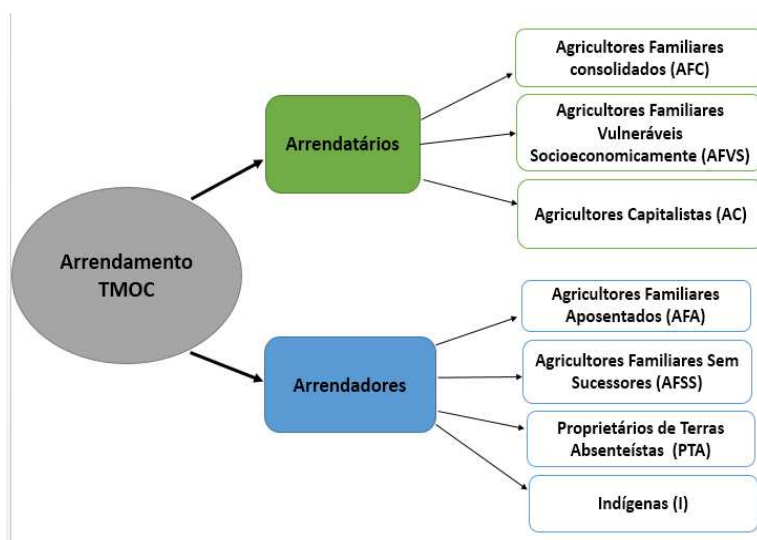 Arrendamento
TMOC
Arrendatários
Agricultores Familiares
consolidados (AFC)
Agricultores Familiares
Vulneráveis
Socioeconomicamente (AFVS)
Agricultores Capitalistas (AC)
Arrendadores
Agricultores Familiares
Aposentados (AFA)
Agricultores Familiares Sem
Sucessores (AFSS)
Proprietários de Terras
Absenteístas (PTA)
Indígenas (I)